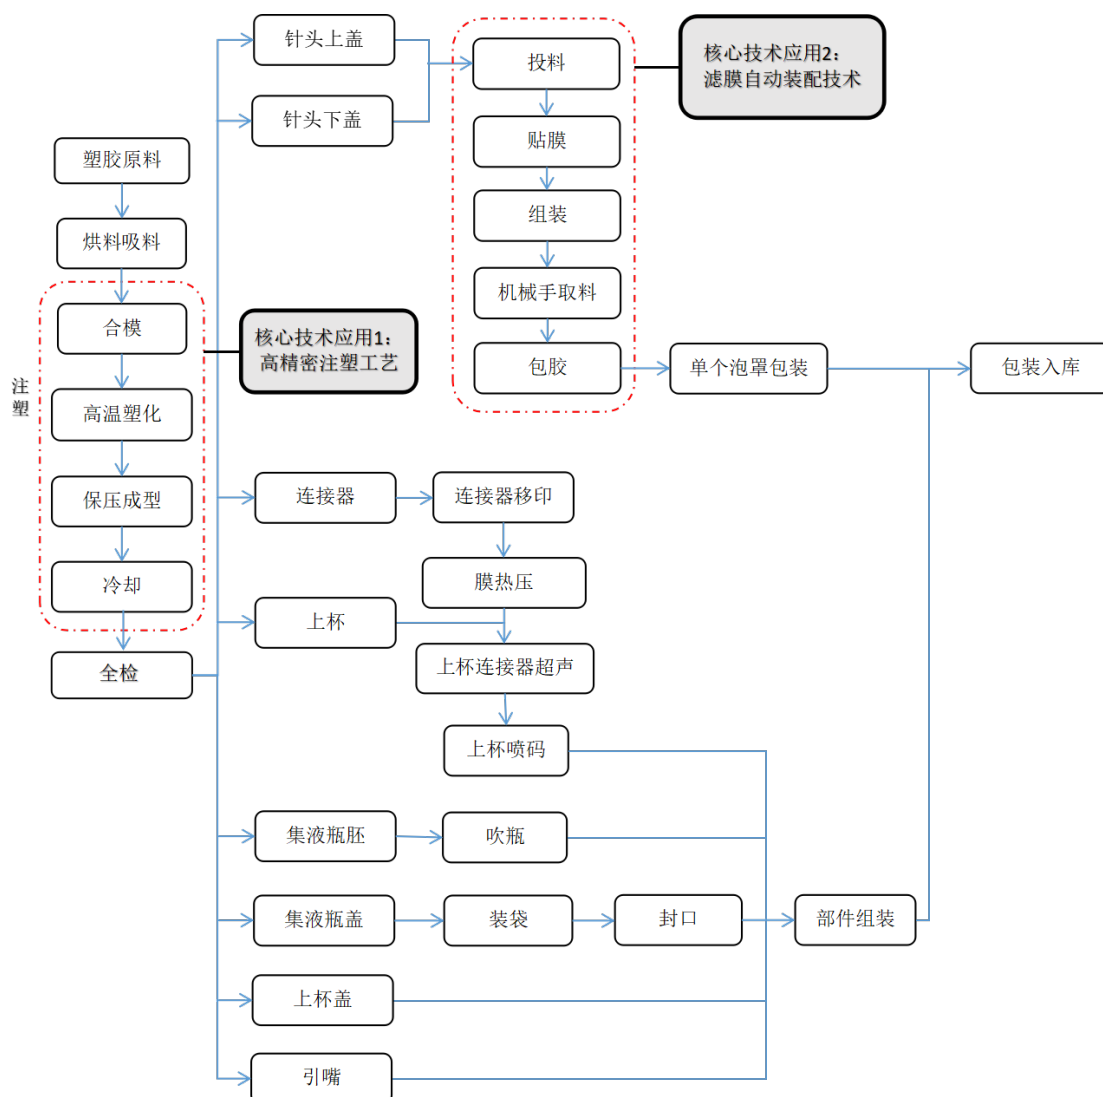 针头上盖
针头下盖
投料
核心技术应用2：
滤膜自动装配技术
贴膜
组装
机械手取料
包胶
塑胶原料
烘料吸料
合模
高温塑化
保压成型
冷却
注
塑
核心技术应用1：
高精密注塑工艺
全检
单个泡罩包装
包装入库
连接器
连接器移印
膜热压
上杯
上杯连接器超声
上杯喷码
集液瓶胚
吹瓶
集液瓶盖
装袋
封口
部件组装
上杯盖
引嘴